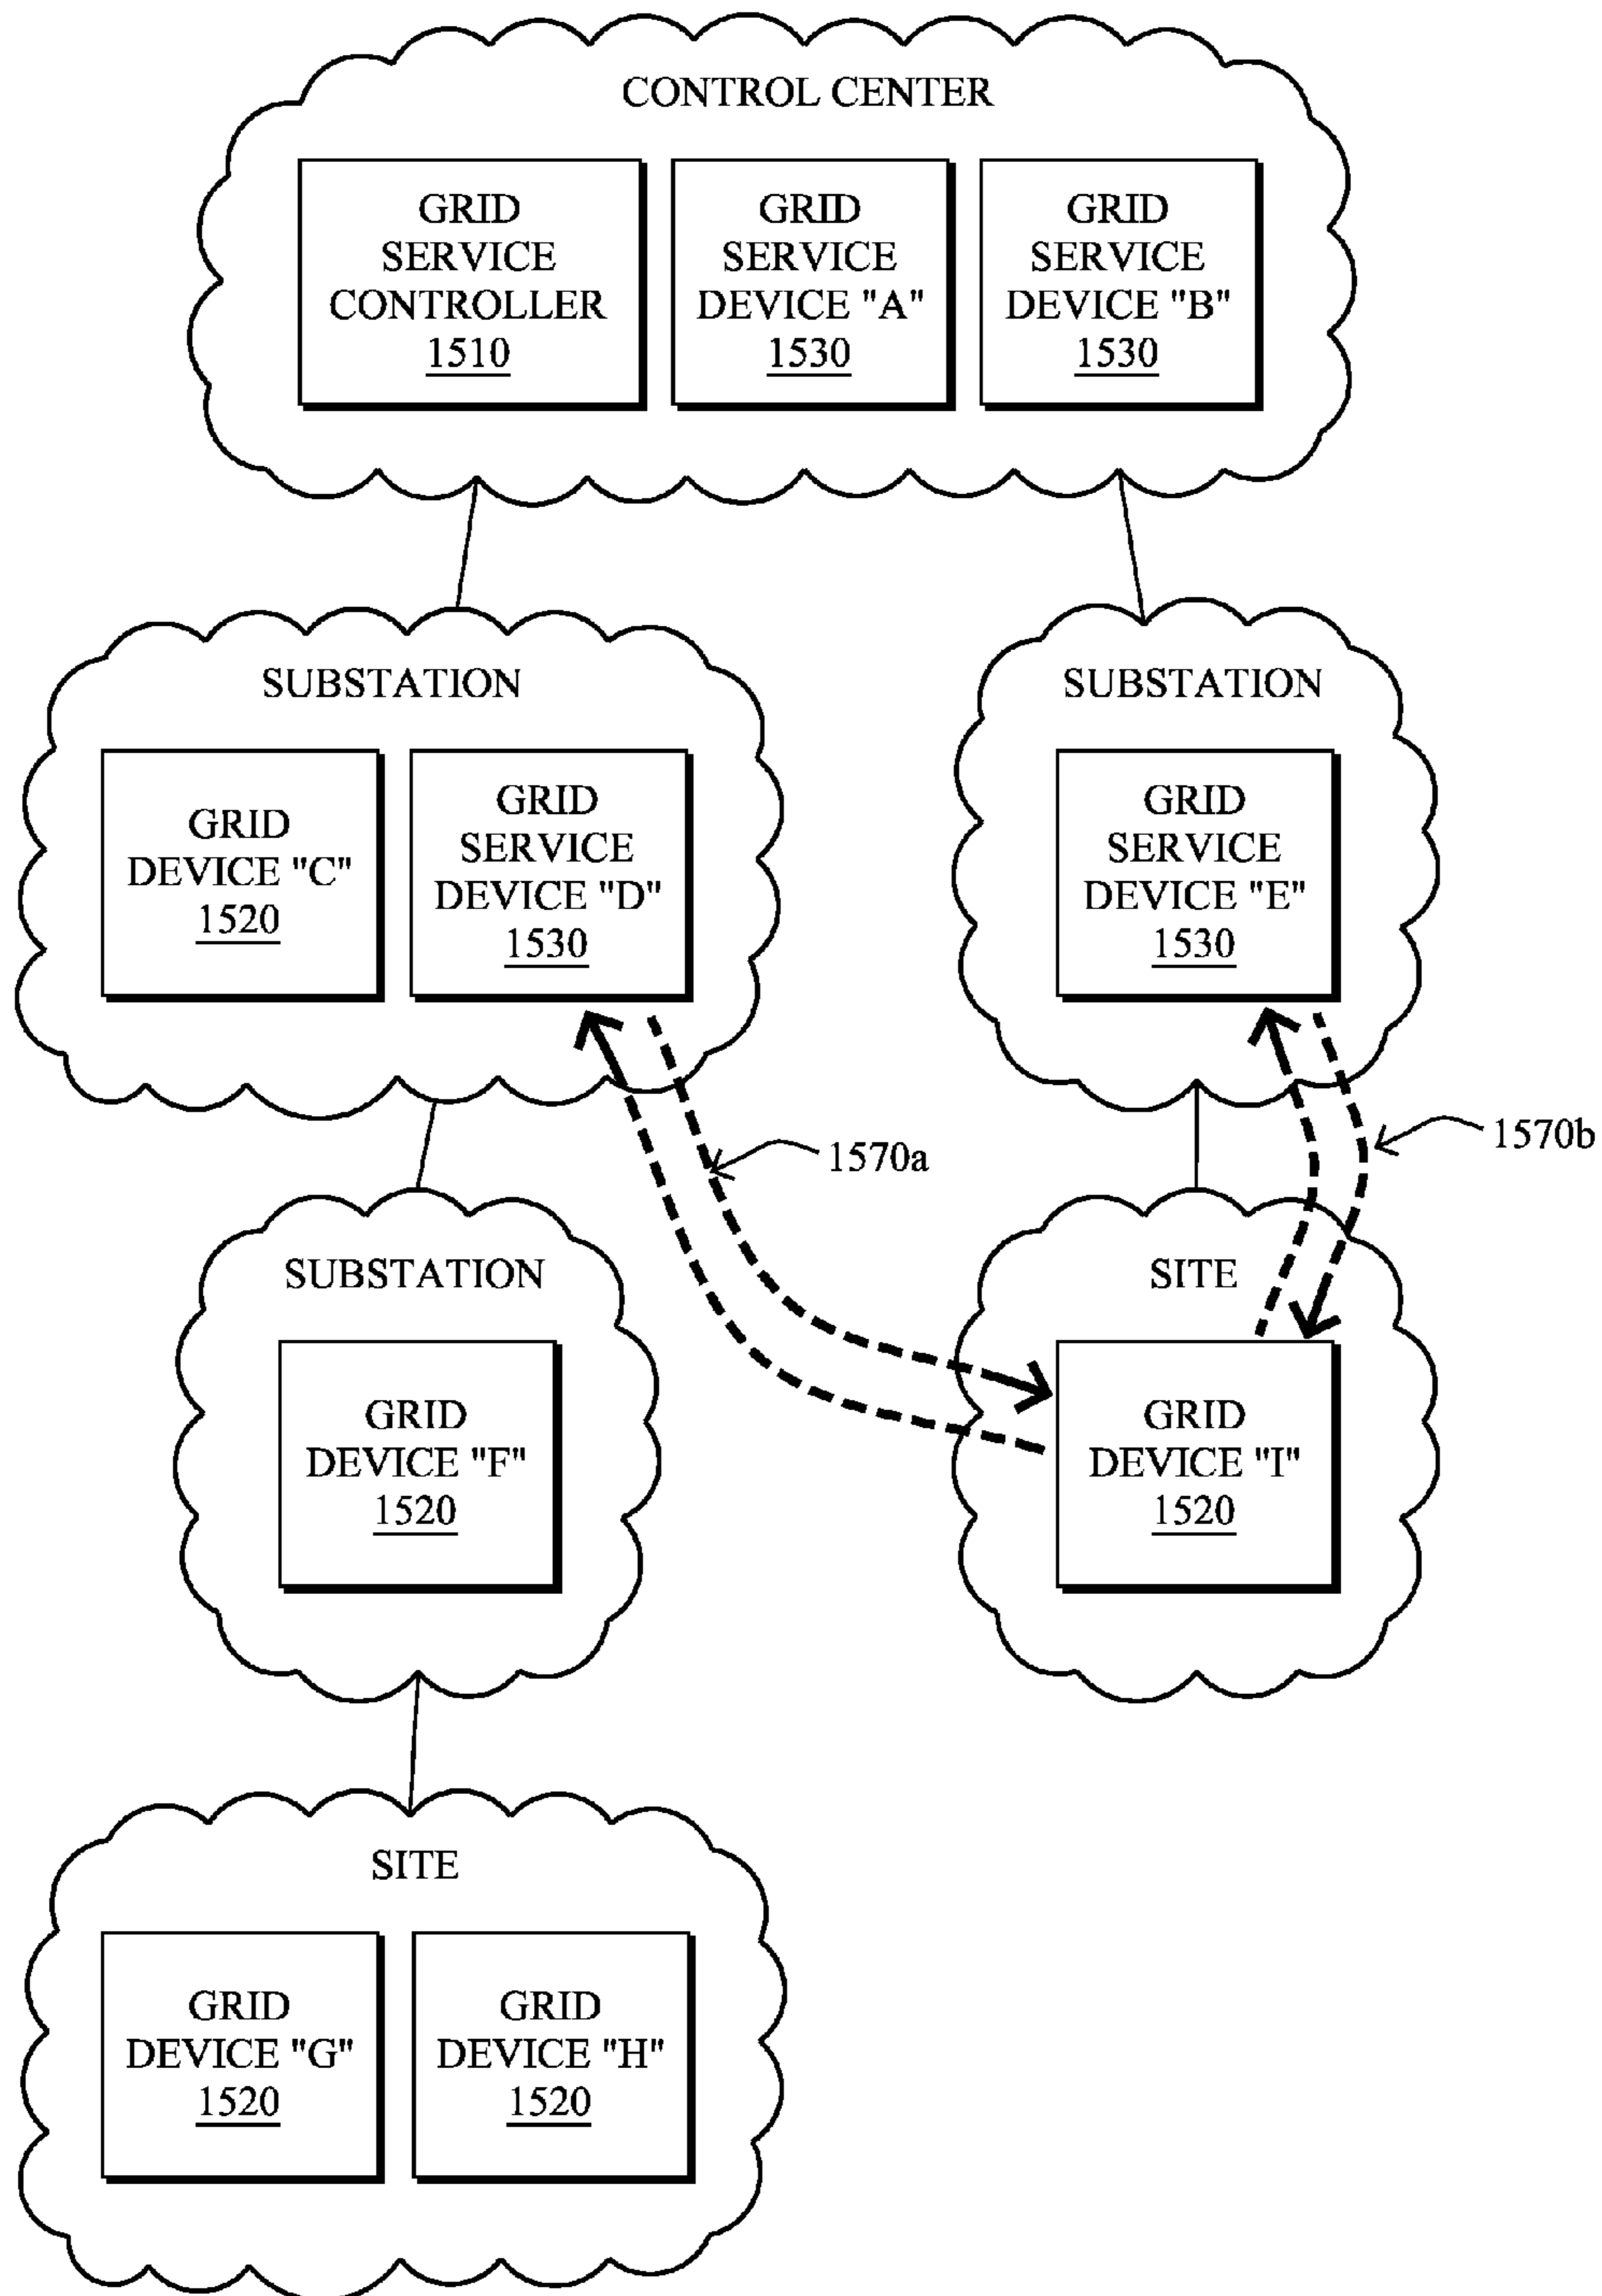 CONTROL CENTER
GRID
SERVICE
CONTROLLER
1510
GRID
SERVICE
DEVICE "A"
1530
GRID
SERVICE
DEVICE "B"
1530
SUBSTATION
GRID
DEVICE "C"
1520
GRID
SERVICE
DEVICE "D"
1530
SUBSTATION
GRID
SERVICE
DEVICE "E"
1530
1570a
1570b
SUBSTATION
GRID
DEVICE "F"
1520
SITE
GRID
DEVICE "I"
1520
SITE
GRID
DEVICE "G"
1520
GRID
DEVICE "H"
1520